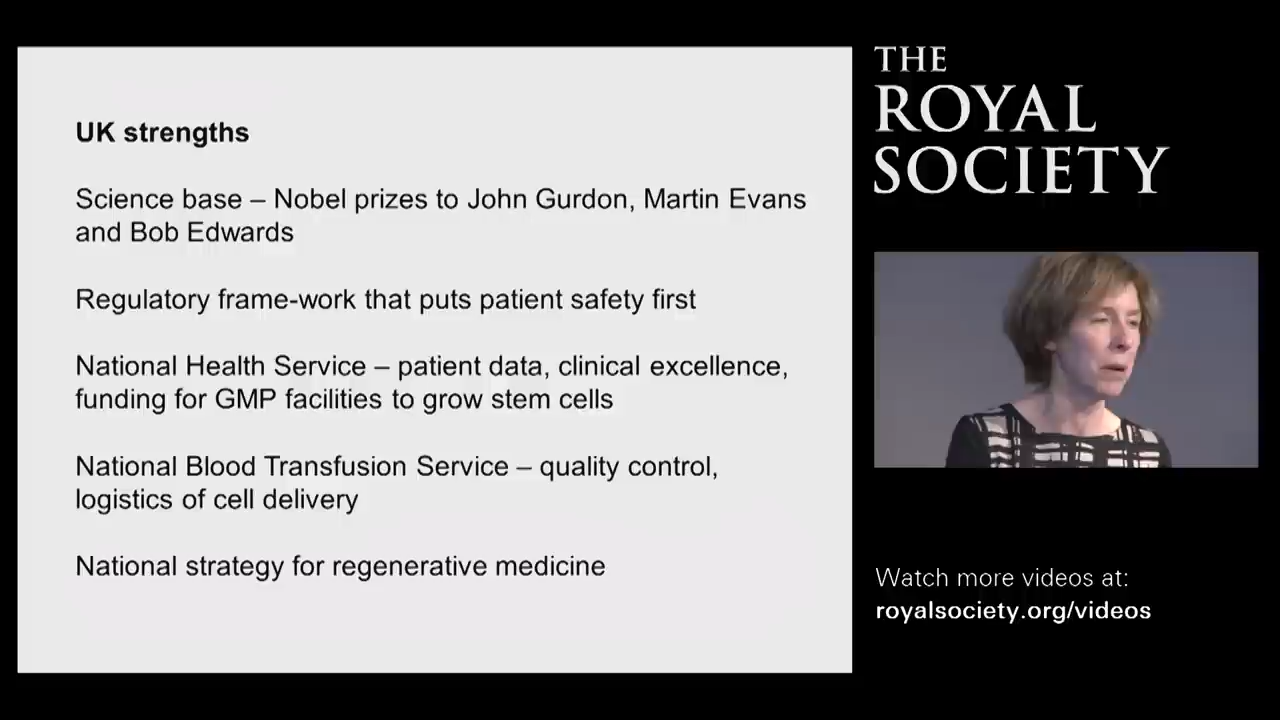 UK strengths
Science base – Nobel prizes to John Gurdon, Martin Evans
and Bob Edwards
Regulatory frame-work that puts patient safety first
National Health Service – patient data, clinical excellence,
funding for GMP facilities to grow stem cells
National Blood Transfusion Service – quality control,
logistics of cell delivery
National strategy for regenerative medicine
THE
ROYAL
SOCIETY
Watch more videos at:
royalsociety.org/videos